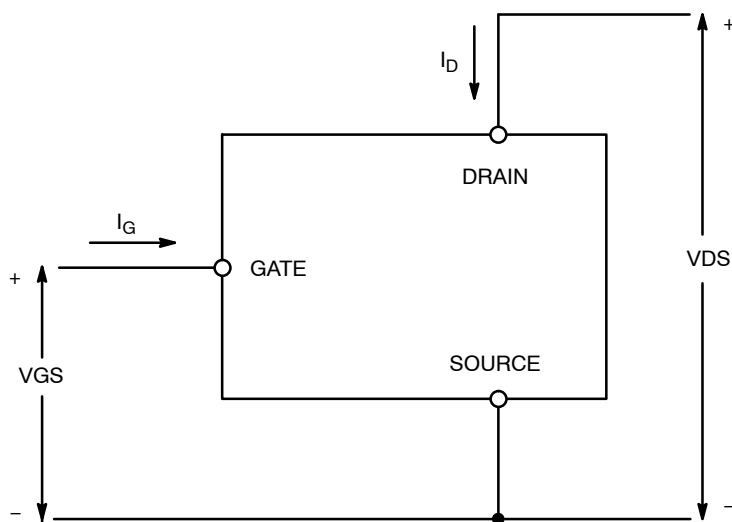 +
I_D
DRAIN
I_G
GATE
+
VDS
SOURCE
VGS
−
−